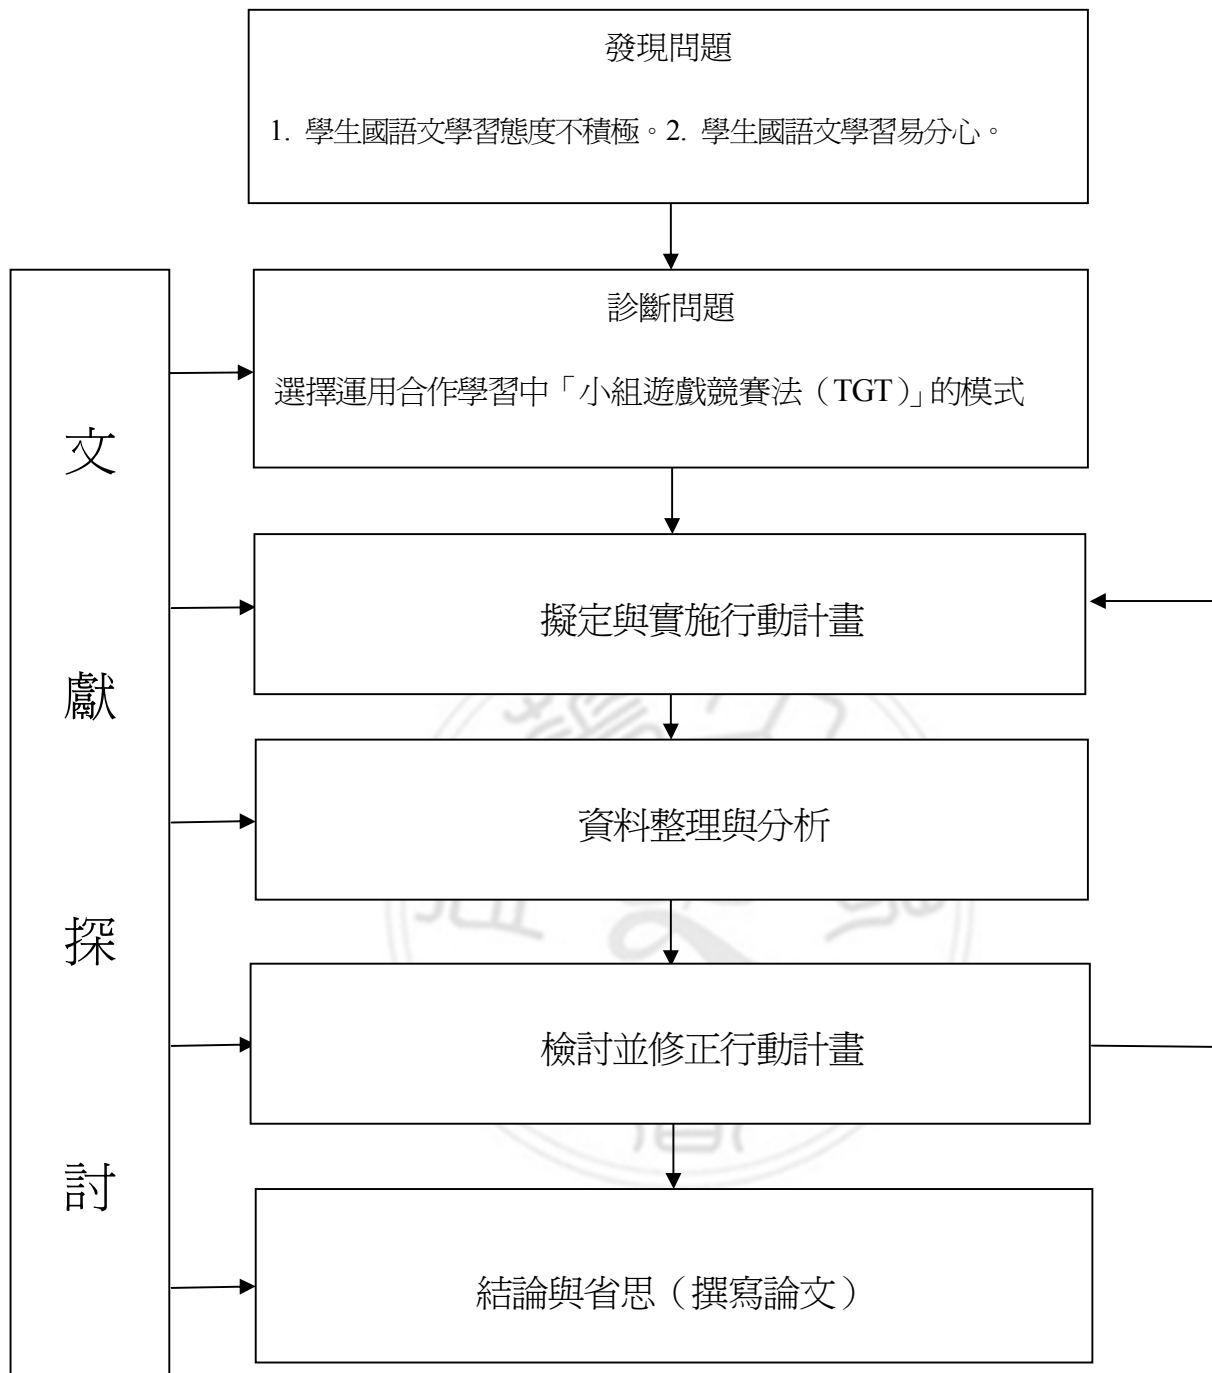 發現問題
1. 學生國語文學習態度不積極。2. 學生國語文學習易分心。
診斷問題
選擇運用合作學習中「小組遊戲競賽法（TGT）」的模式
擬定與實施行動計畫
資料整理與分析
檢討並修正行動計畫
結論與省思（撰寫論文）
文
獻
探
討